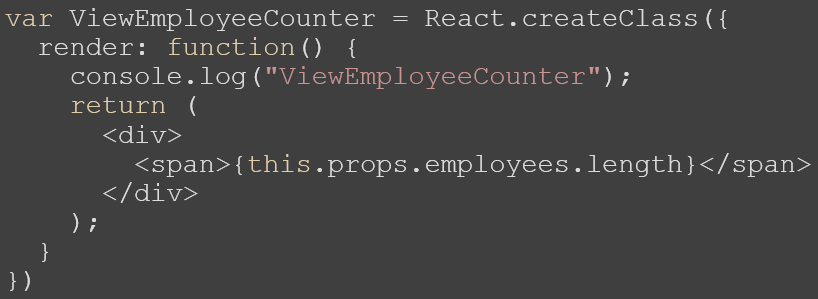 var ViewEmployeeCounter = React.createClass({
  render: function() {
    console.log("ViewEmployeeCounter");
    return (
      <div>
        <span>{this.props.employees.length}</span>
      </div>
    );
  }
})